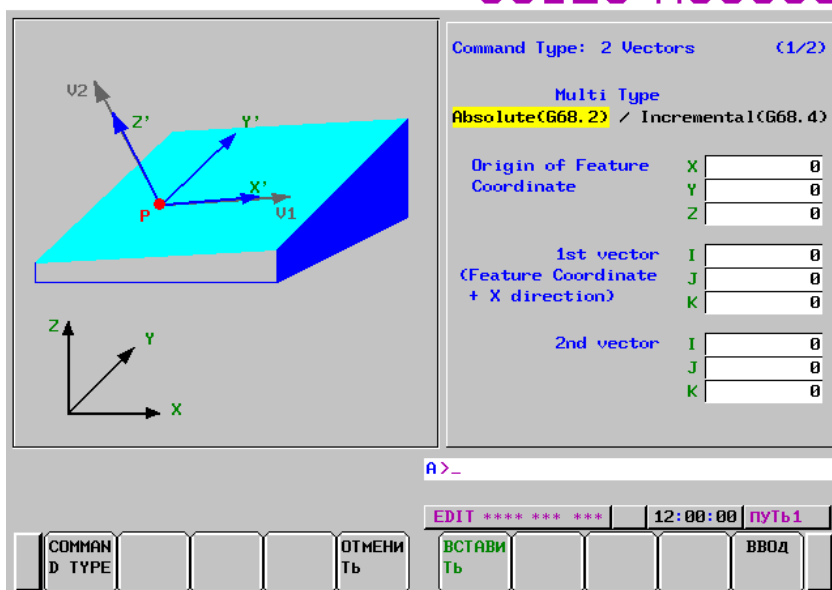 Command Type: 2 Vectors (1/2)
Multi Type
Absolute(G68.2) / Incremental(G68.4)
V2
Z'
Y'
X'
P
V1
Origin of Feature X 0
Coordinate Y 0
Z 0
1st vector I 0
(Feature Coordinate J 0
+ X direction) K 0
2nd vector I 0
J 0
K 0
Z
Y
X
A>_
EDIT **** *** *** 12:00:00 ПУТЬ1
COMMAN
D TYPE
ОТМЕНИ
ТЬ
ВСТАВИ
ТЬ
ВВОД